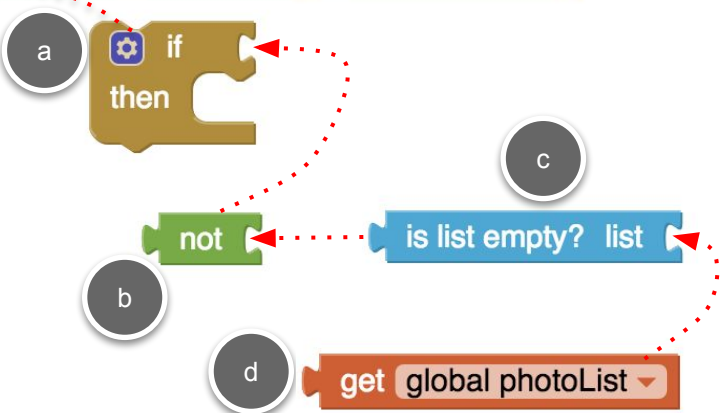 a
if
then
c
not
is list empty? list
b
d
get global photoList